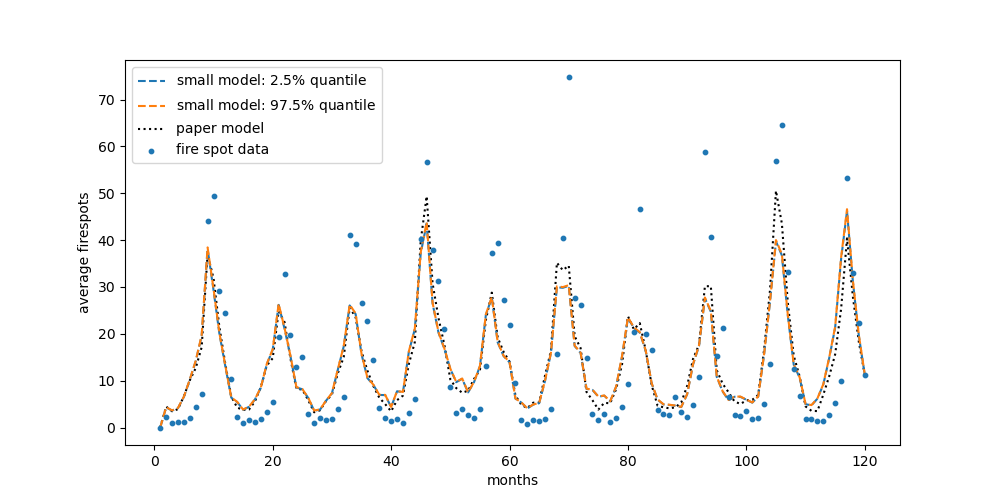 small model: 2.5% quantile
small model: 97.5% quantile
paper model
fire spot data
average firespots
70
60
50
40
30
20
10
0
0 20 40 60 80 100 120
months